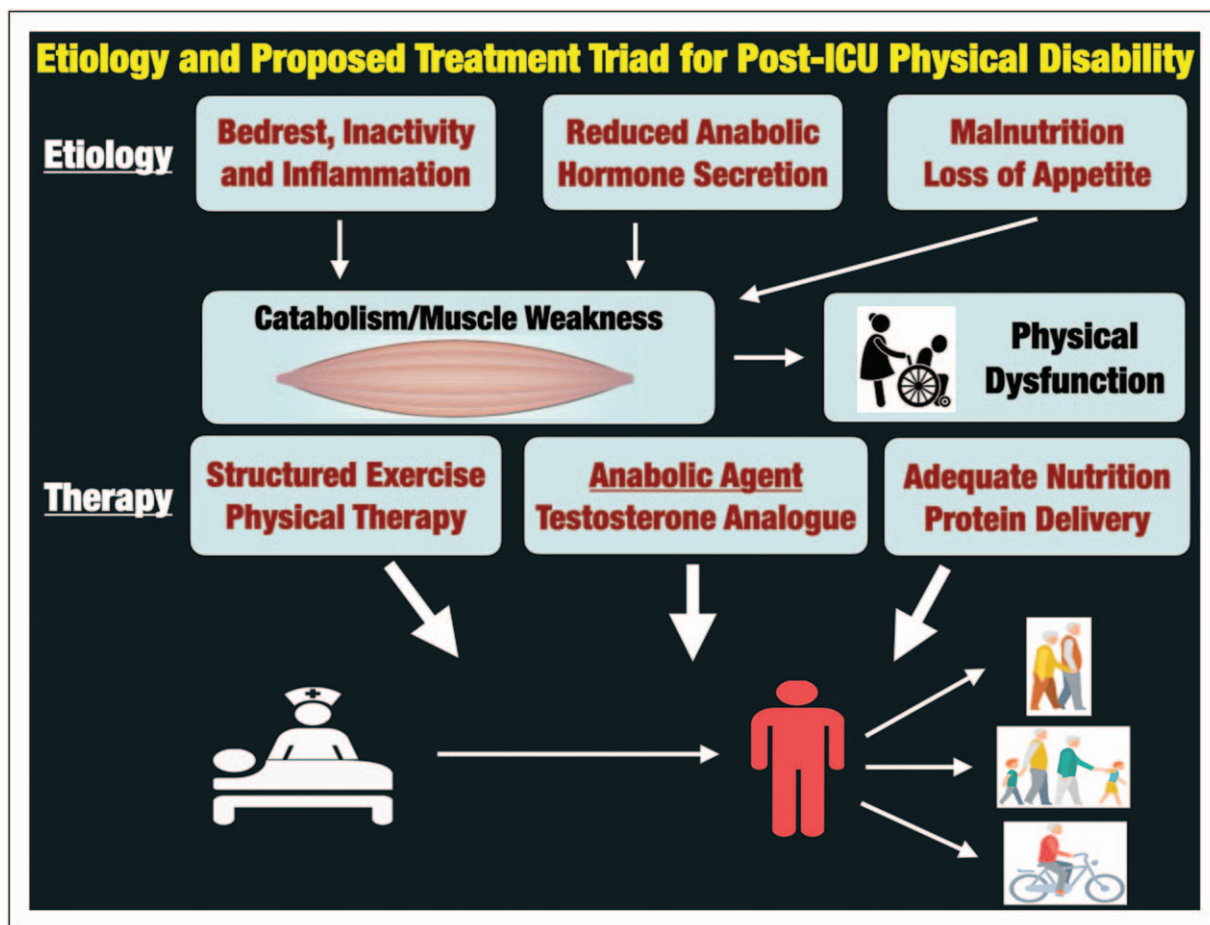 Etiology and Proposed Treatment Triad for Post-ICU Physical Disability
Etiology
Bedrest, Inactivity
and Inflammation
Reduced Anabolic
Hormone Secretion
Malnutrition
Loss of Appetite
Catabolism/Muscle Weakness
Physical
Dysfunction
Therapy
Structured Exercise
Physical Therapy
Anabolic Agent
Testosterone Analogue
Adequate Nutrition
Protein Delivery